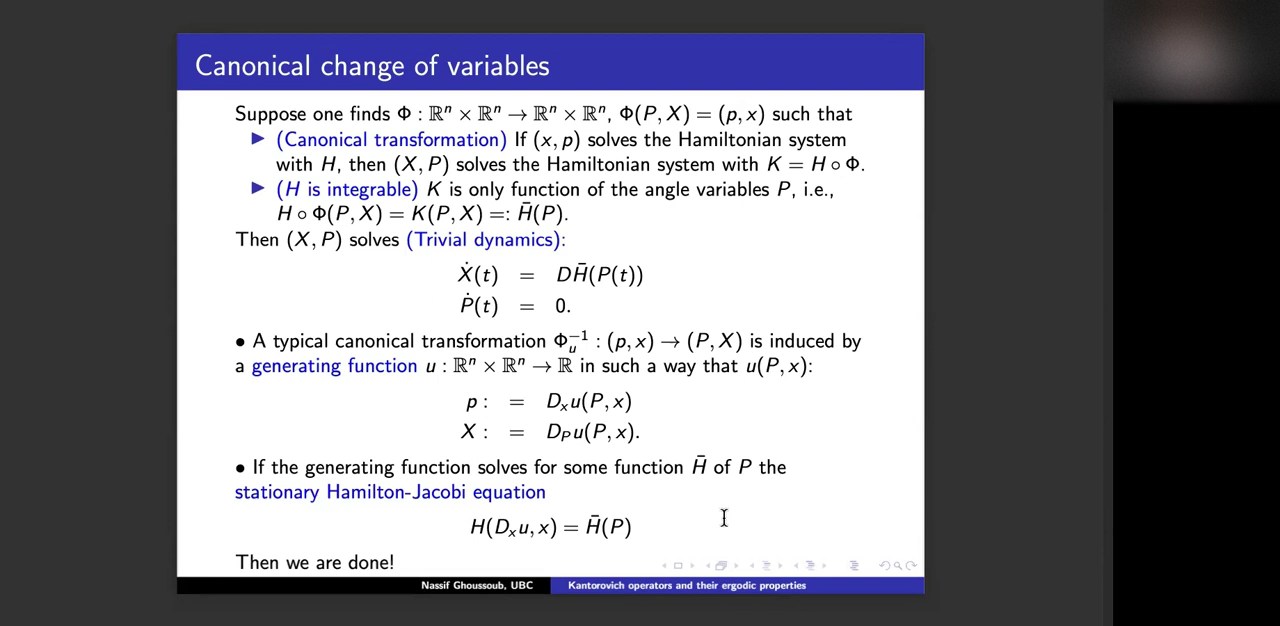 Canonical change of variables
Suppose one finds Φ : ℝⁿ × ℝⁿ → ℝⁿ × ℝⁿ, Φ(P, X) = (p, x) such that
▶ (Canonical transformation) If (x, p) solves the Hamiltonian system
with H, then (X, P) solves the Hamiltonian system with K = H ∘ Φ.
▶ (H is integrable) K is only function of the angle variables P, i.e.,
H ∘ Φ(P, X) = K(P, X) =: H̄(P).
Then (X, P) solves (Trivial dynamics):
Ẋ(t) = DH̄(P(t))
Ṗ(t) = 0.
• A typical canonical transformation Φᵤ⁻¹ : (p, x) → (P, X) is induced by
a generating function u : ℝⁿ × ℝⁿ → ℝ in such a way that u(P, x):
p : = Dₓu(P, x)
X : = D_P u(P, x).
• If the generating function solves for some function H̄ of P the
stationary Hamilton-Jacobi equation
H(Dₓu, x) = H̄(P)
Then we are done!
Nassif Ghoussoub, UBC Kantorovich operators and their ergodic properties